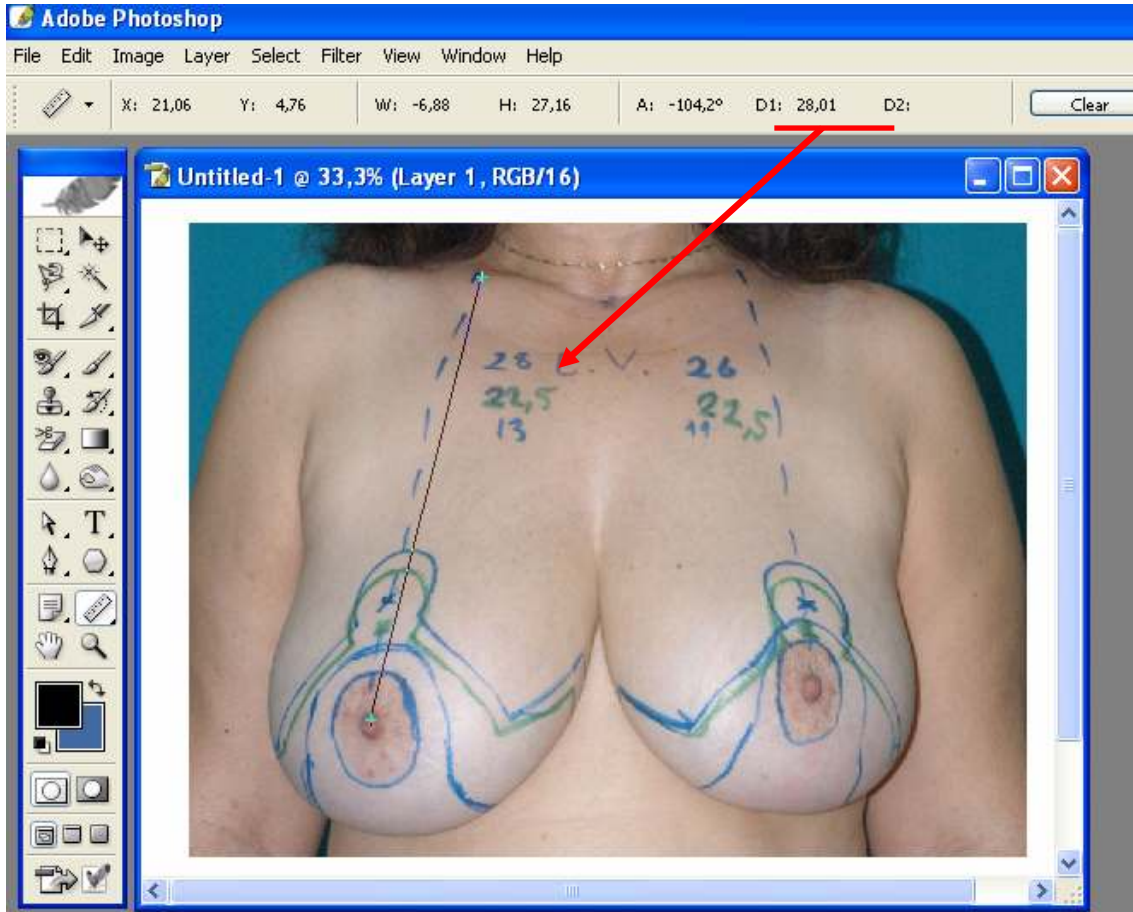 Adobe Photoshop
File Edit Image Layer Select Filter View Window Help
X: 21,06 Y: 4,76 W: -6,88 H: 27,16 A: -104,2º D1: 28,01 D2: Clear
Untitled-1 @ 33,3% (Layer 1, RGB/16)
28 E. V. 26
22,5 22,5
13 11